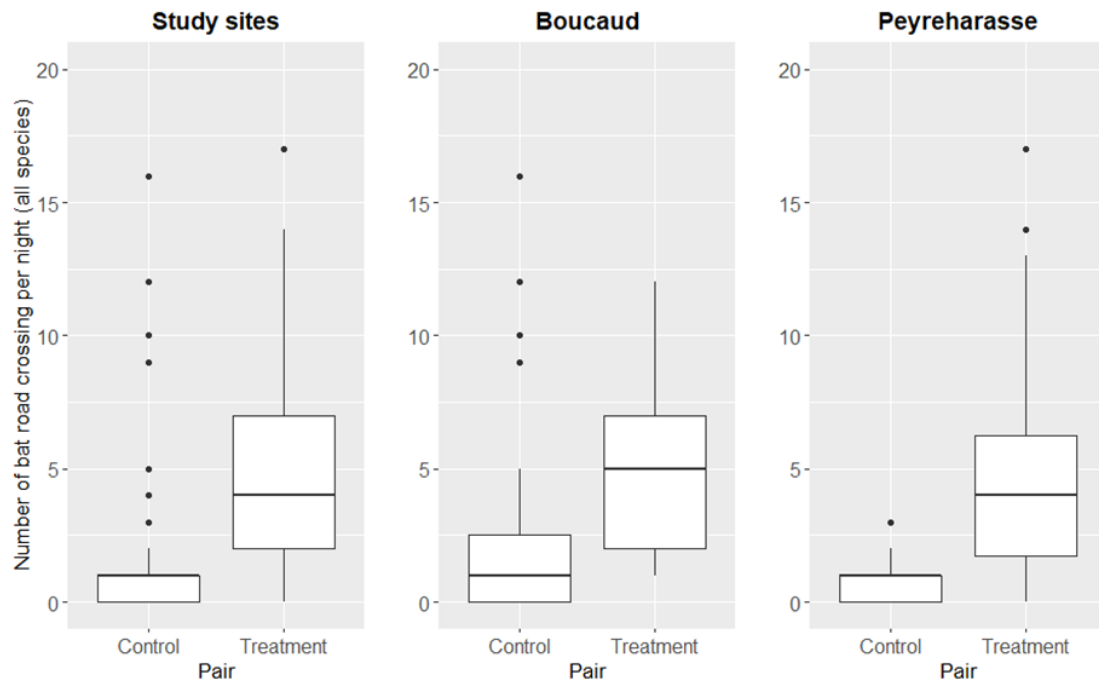 Study sites
Boucaud
Peyreharasse
Number of bat road crossing per night (all species)
20
15
10
5
0
Control
Treatment
Pair
20
15
10
5
0
Control
Treatment
Pair
20
15
10
5
0
Control
Treatment
Pair